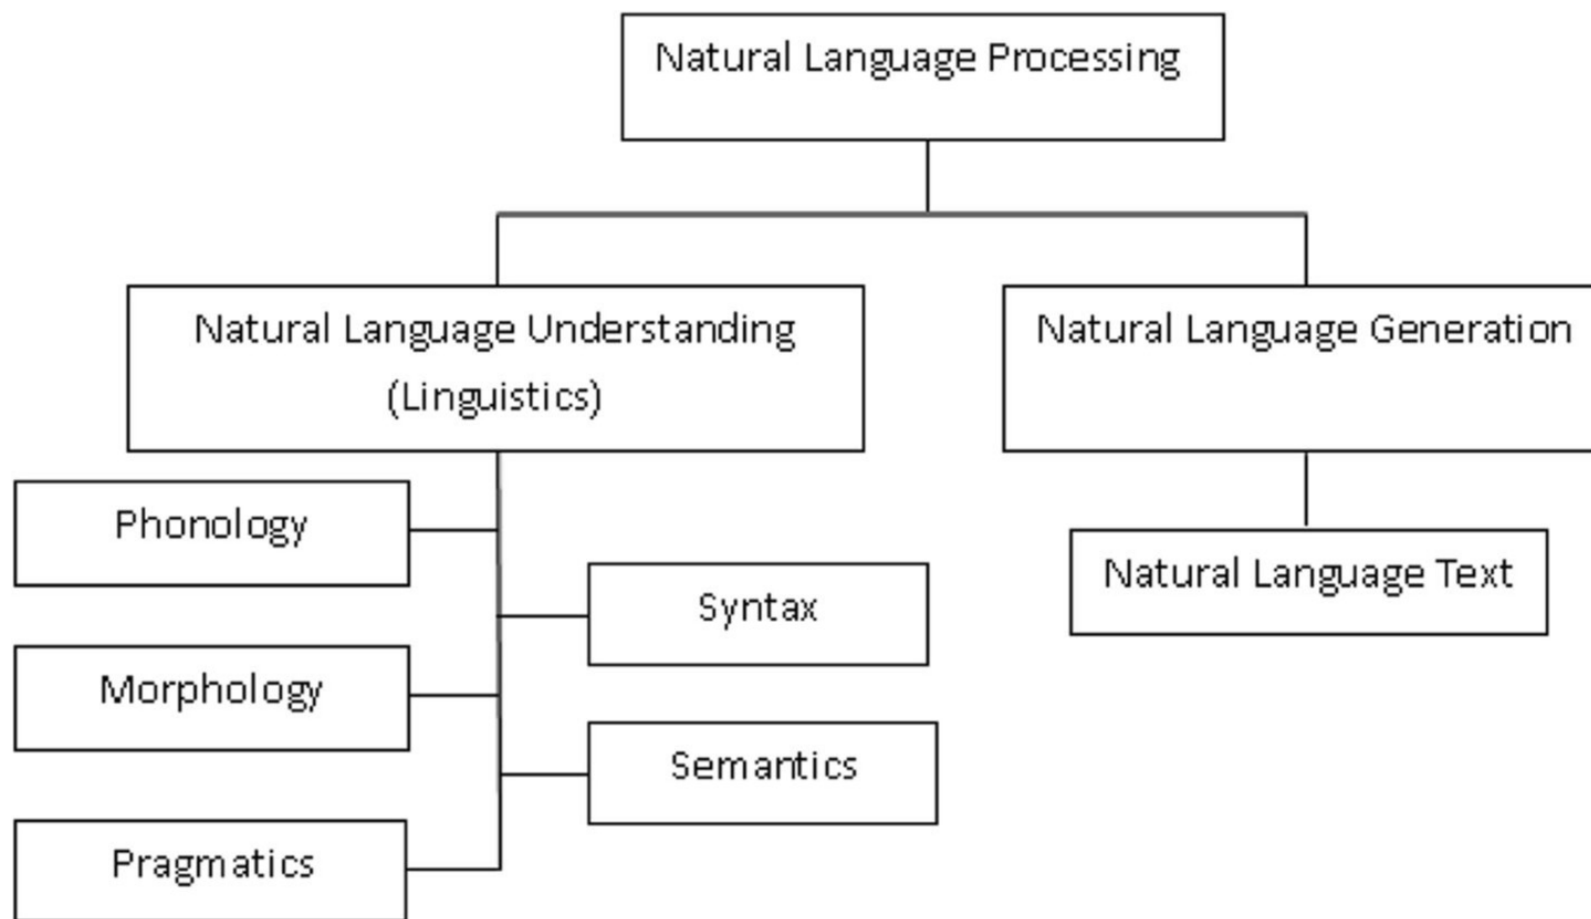 Natural Language Processing
Natural Language Understanding
(Linguistics)
Natural Language Generation
Phonology
Syntax
Morphology
Semantics
Pragmatics
Natural Language Text